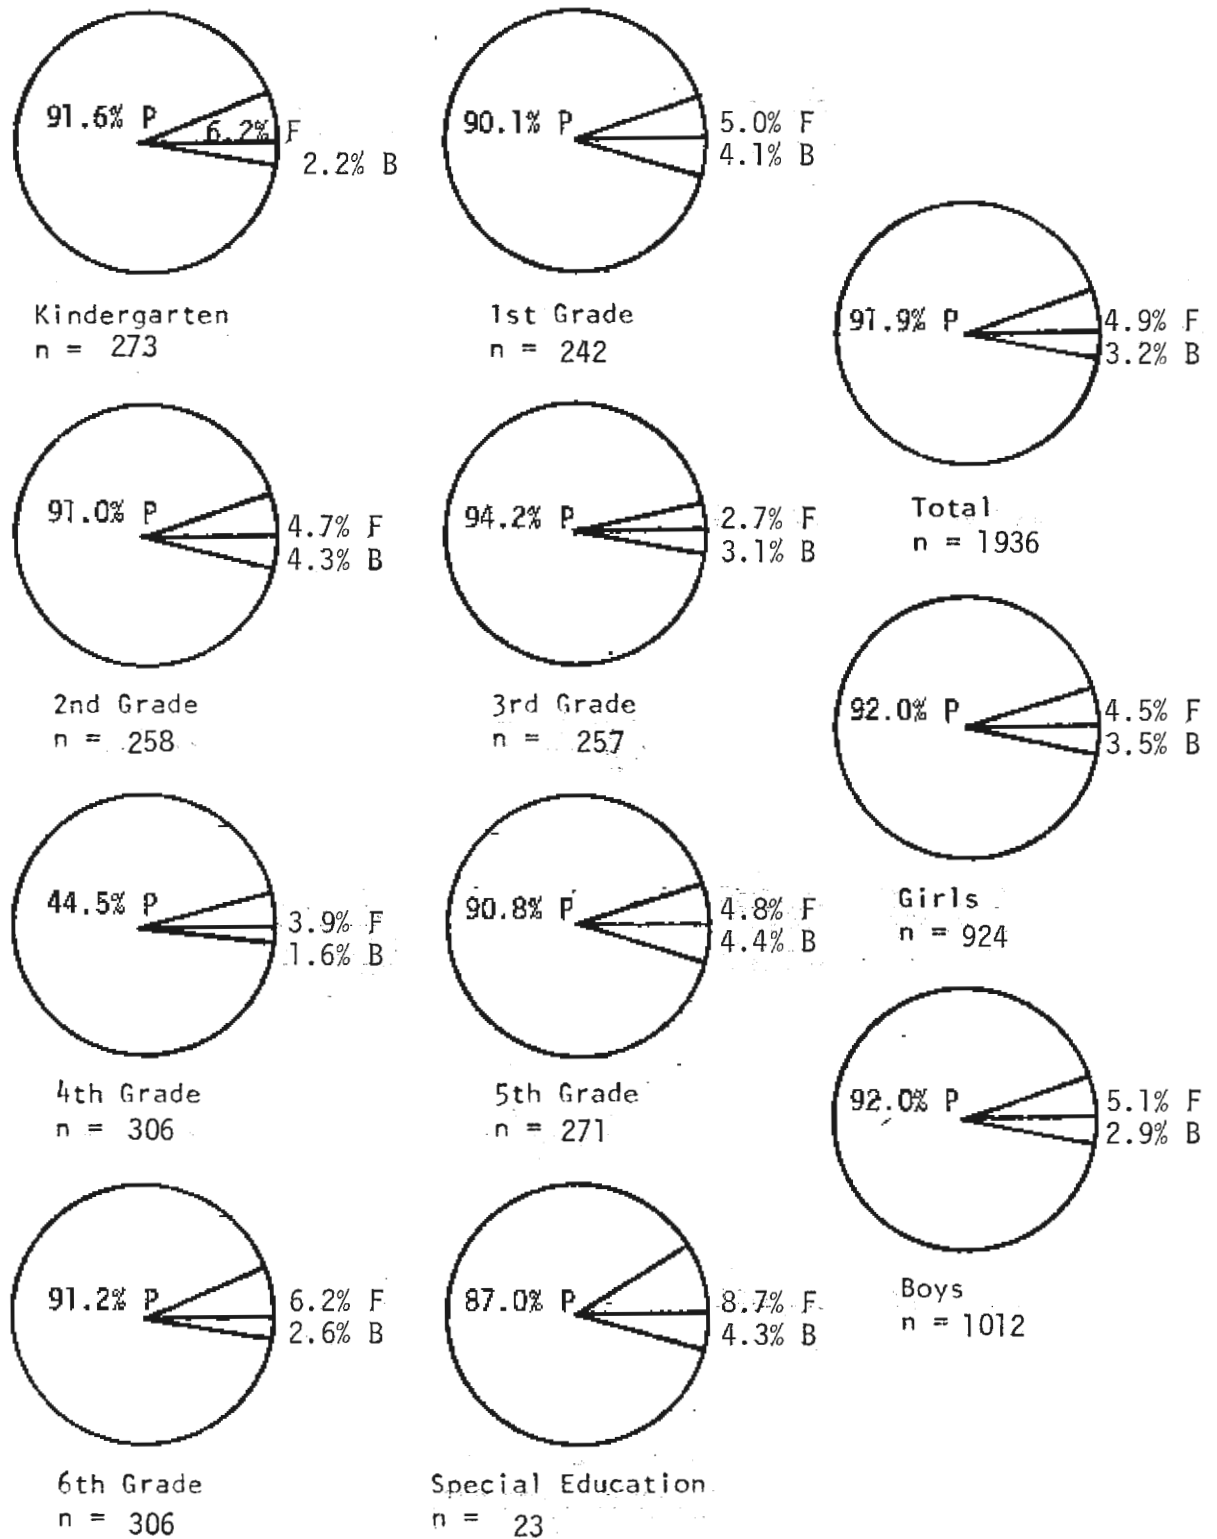 91.6% P
6.2% F
2.2% B
Kindergarten
n = 273
90.1% P
5.0% F
4.1% B
1st Grade
n = 242
91.9% P
4.9% F
3.2% B
Total
n = 1936
91.0% P
4.7% F
4.3% B
2nd Grade
n = 258
94.2% P
2.7% F
3.1% B
3rd Grade
n = 257
92.0% P
4.5% F
3.5% B
Girls
n = 924
44.5% P
3.9% F
1.6% B
4th Grade
n = 306
90.8% P
4.8% F
4.4% B
5th Grade
n = 271
92.0% P
5.1% F
2.9% B
Boys
n = 1012
91.2% P
6.2% F
2.6% B
6th Grade
n = 306
87.0% P
8.7% F
4.3% B
Special Education
n = 23